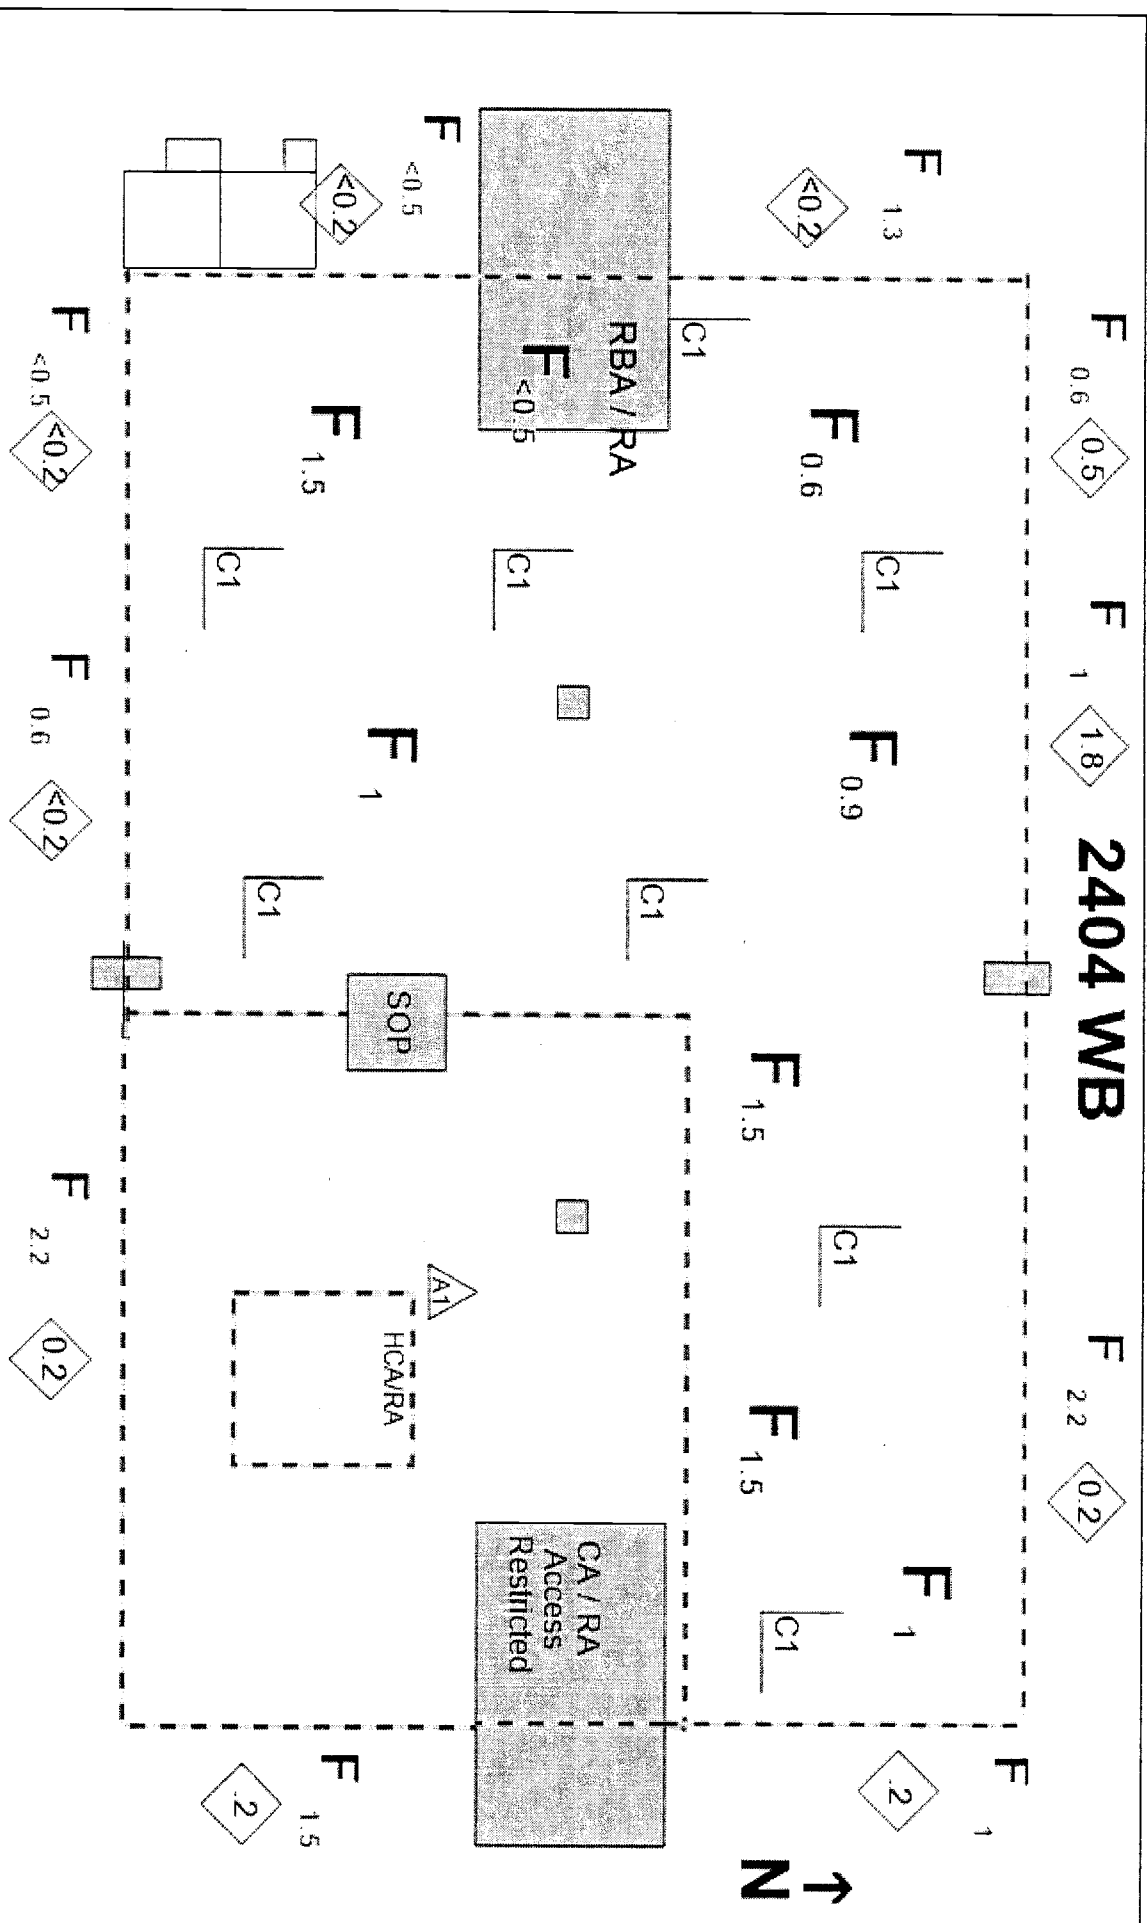 2404 WB
F 0.6 0.5
F 1 1.8
F 2.2 0.2
F 1
F 1.3
F 1
.2
C1
F 0.9
F 0.6
C1
<0.2
↑
N
F 1.5
F 1.5
C1
C1
C1
RBA / RA
F <0.5
CA / RA
Access
Restricted
C1
F <0.5
A1
SOP
HCA/RA
F 1
<0.2
F 1.5
F 1.5
C1
.2
C1
F <0.5 <0.2
F 0.6 <0.2
F 2.2 0.2